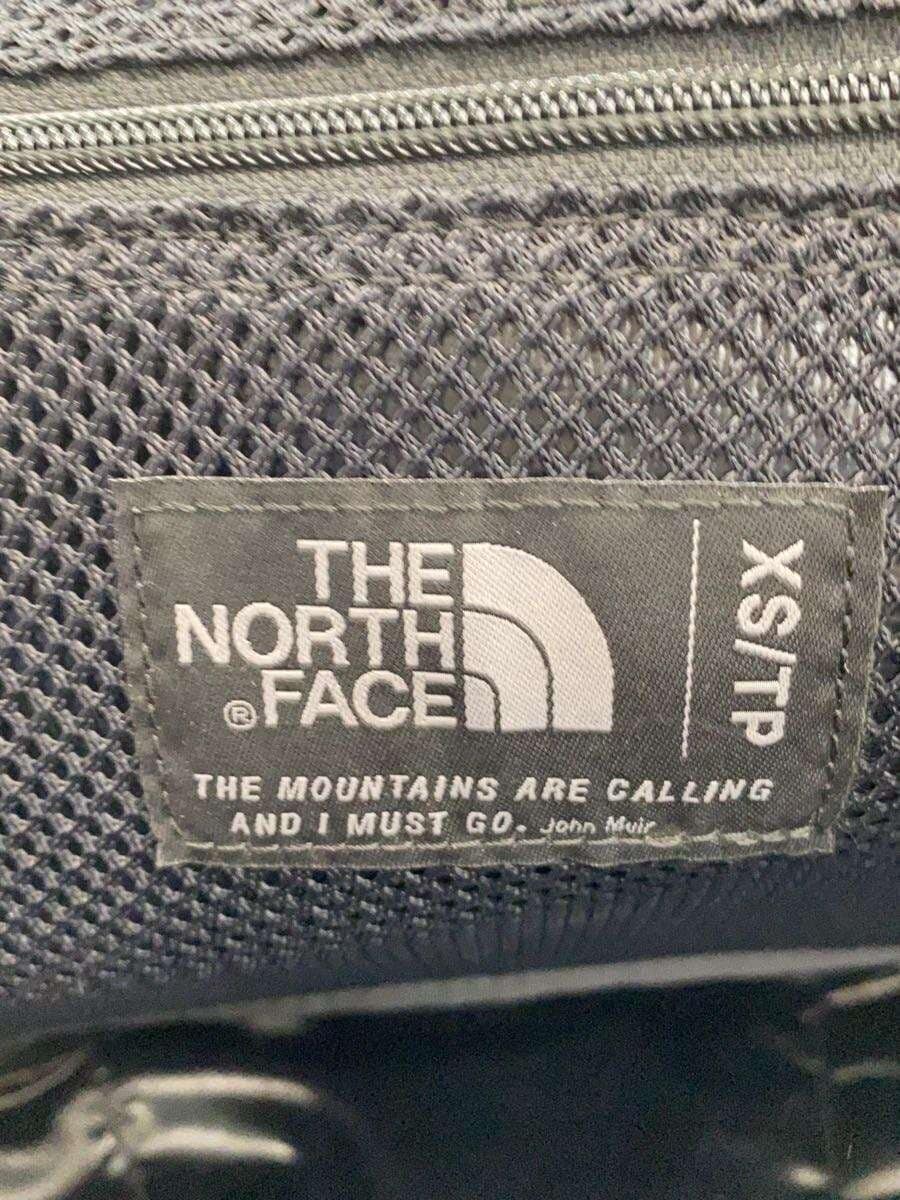 THE
NORTH
®FACE
XS/TP
THE MOUNTAINS ARE CALLING
AND I MUST GO. John Muir